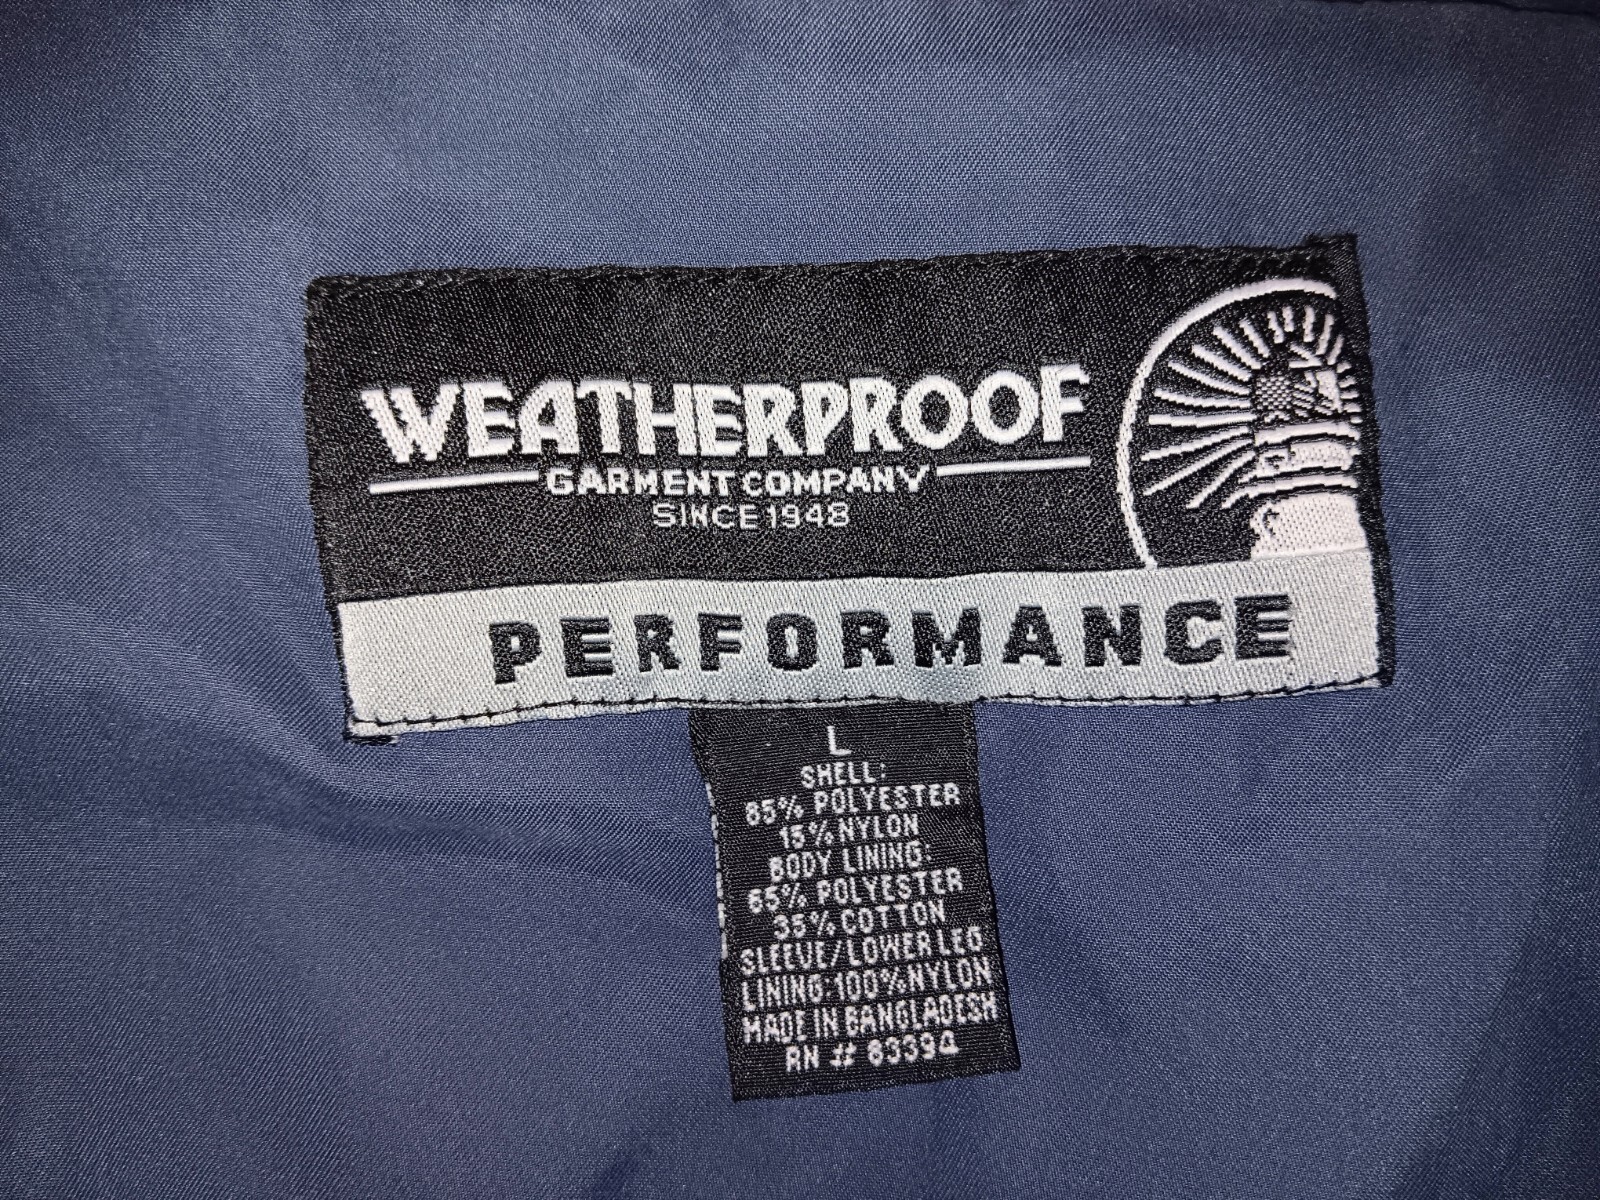 WEATHERPROOF
GARMENT COMPANY
SINCE 1948
PERFORMANCE
L
SHELL:
85% POLYESTER
15% NYLON
BODY LINING:
65% POLYESTER
35% COTTON
SLEEVE/LOWER LEG
LINING:100% NYLON
MADE IN BANGLADESH
RN # 83394